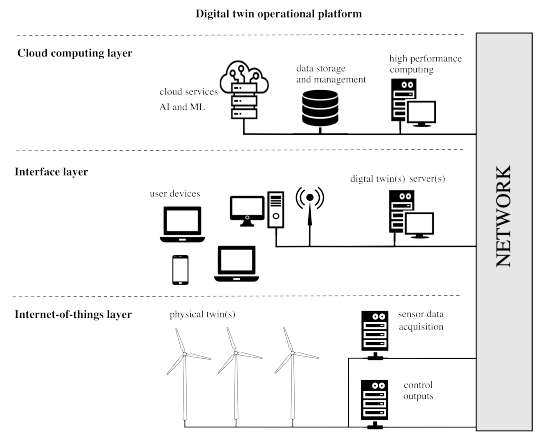 Digital twin operational platform
Cloud computing layer
cloud services
AI and ML
data storage
and management
high performance
computing
Interface layer
user devices
digtal twin(s) server(s)
Internet-of-things layer
physical twin(s)
sensor data
acquisition
control
outputs
NETWORK